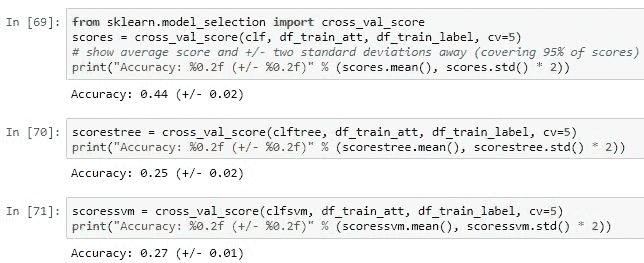 In [69]: from sklearn.model_selection import cross_val_score
scores = cross_val_score(clf, df_train_att, df_train_label, cv=5)
# show average score and +/- two standard deviations away (covering 95% of scores)
print("Accuracy: %0.2f (+/- %0.2f)" % (scores.mean(), scores.std() * 2))
Accuracy: 0.44 (+/- 0.02)
In [70]: scorestree = cross_val_score(clftree, df_train_att, df_train_label, cv=5)
print("Accuracy: %0.2f (+/- %0.2f)" % (scorestree.mean(), scorestree.std() * 2))
Accuracy: 0.25 (+/- 0.02)
In [71]: scoressvm = cross_val_score(clfsvm, df_train_att, df_train_label, cv=5)
print("Accuracy: %0.2f (+/- %0.2f)" % (scoressvm.mean(), scoressvm.std() * 2))
Accuracy: 0.27 (+/- 0.01)